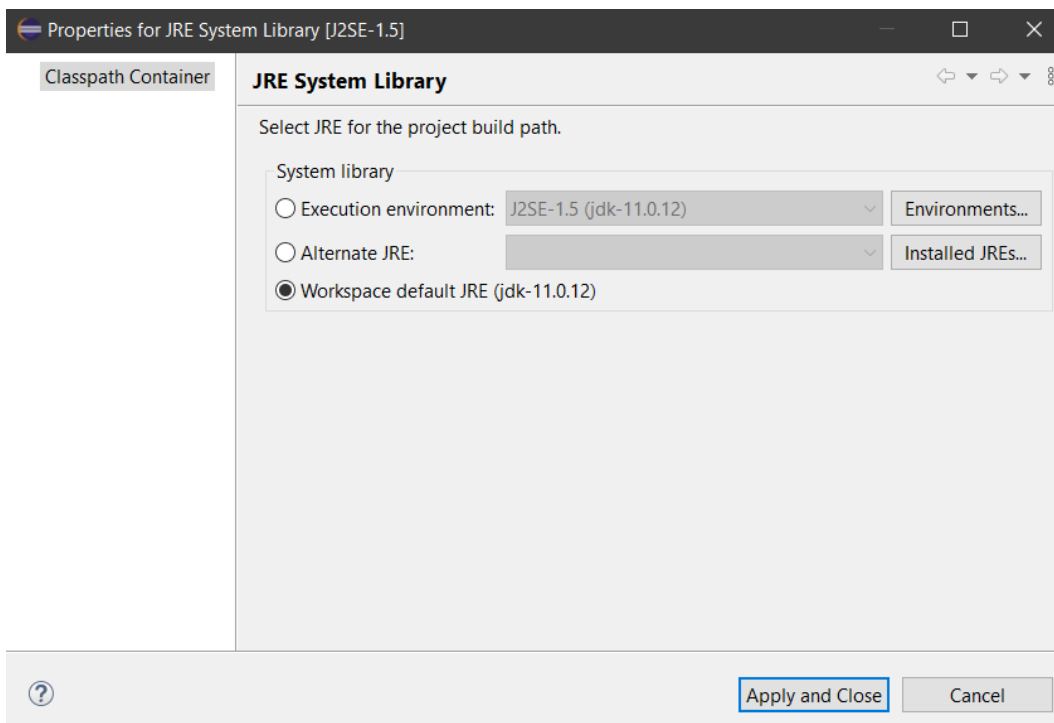 Properties for JRE System Library [J2SE-1.5]
Classpath Container
JRE System Library
Select JRE for the project build path.
System library
Execution environment: J2SE-1.5 (jdk-11.0.12) Environments...
Alternate JRE: Installed JREs...
Workspace default JRE (jdk-11.0.12)
? Apply and Close Cancel